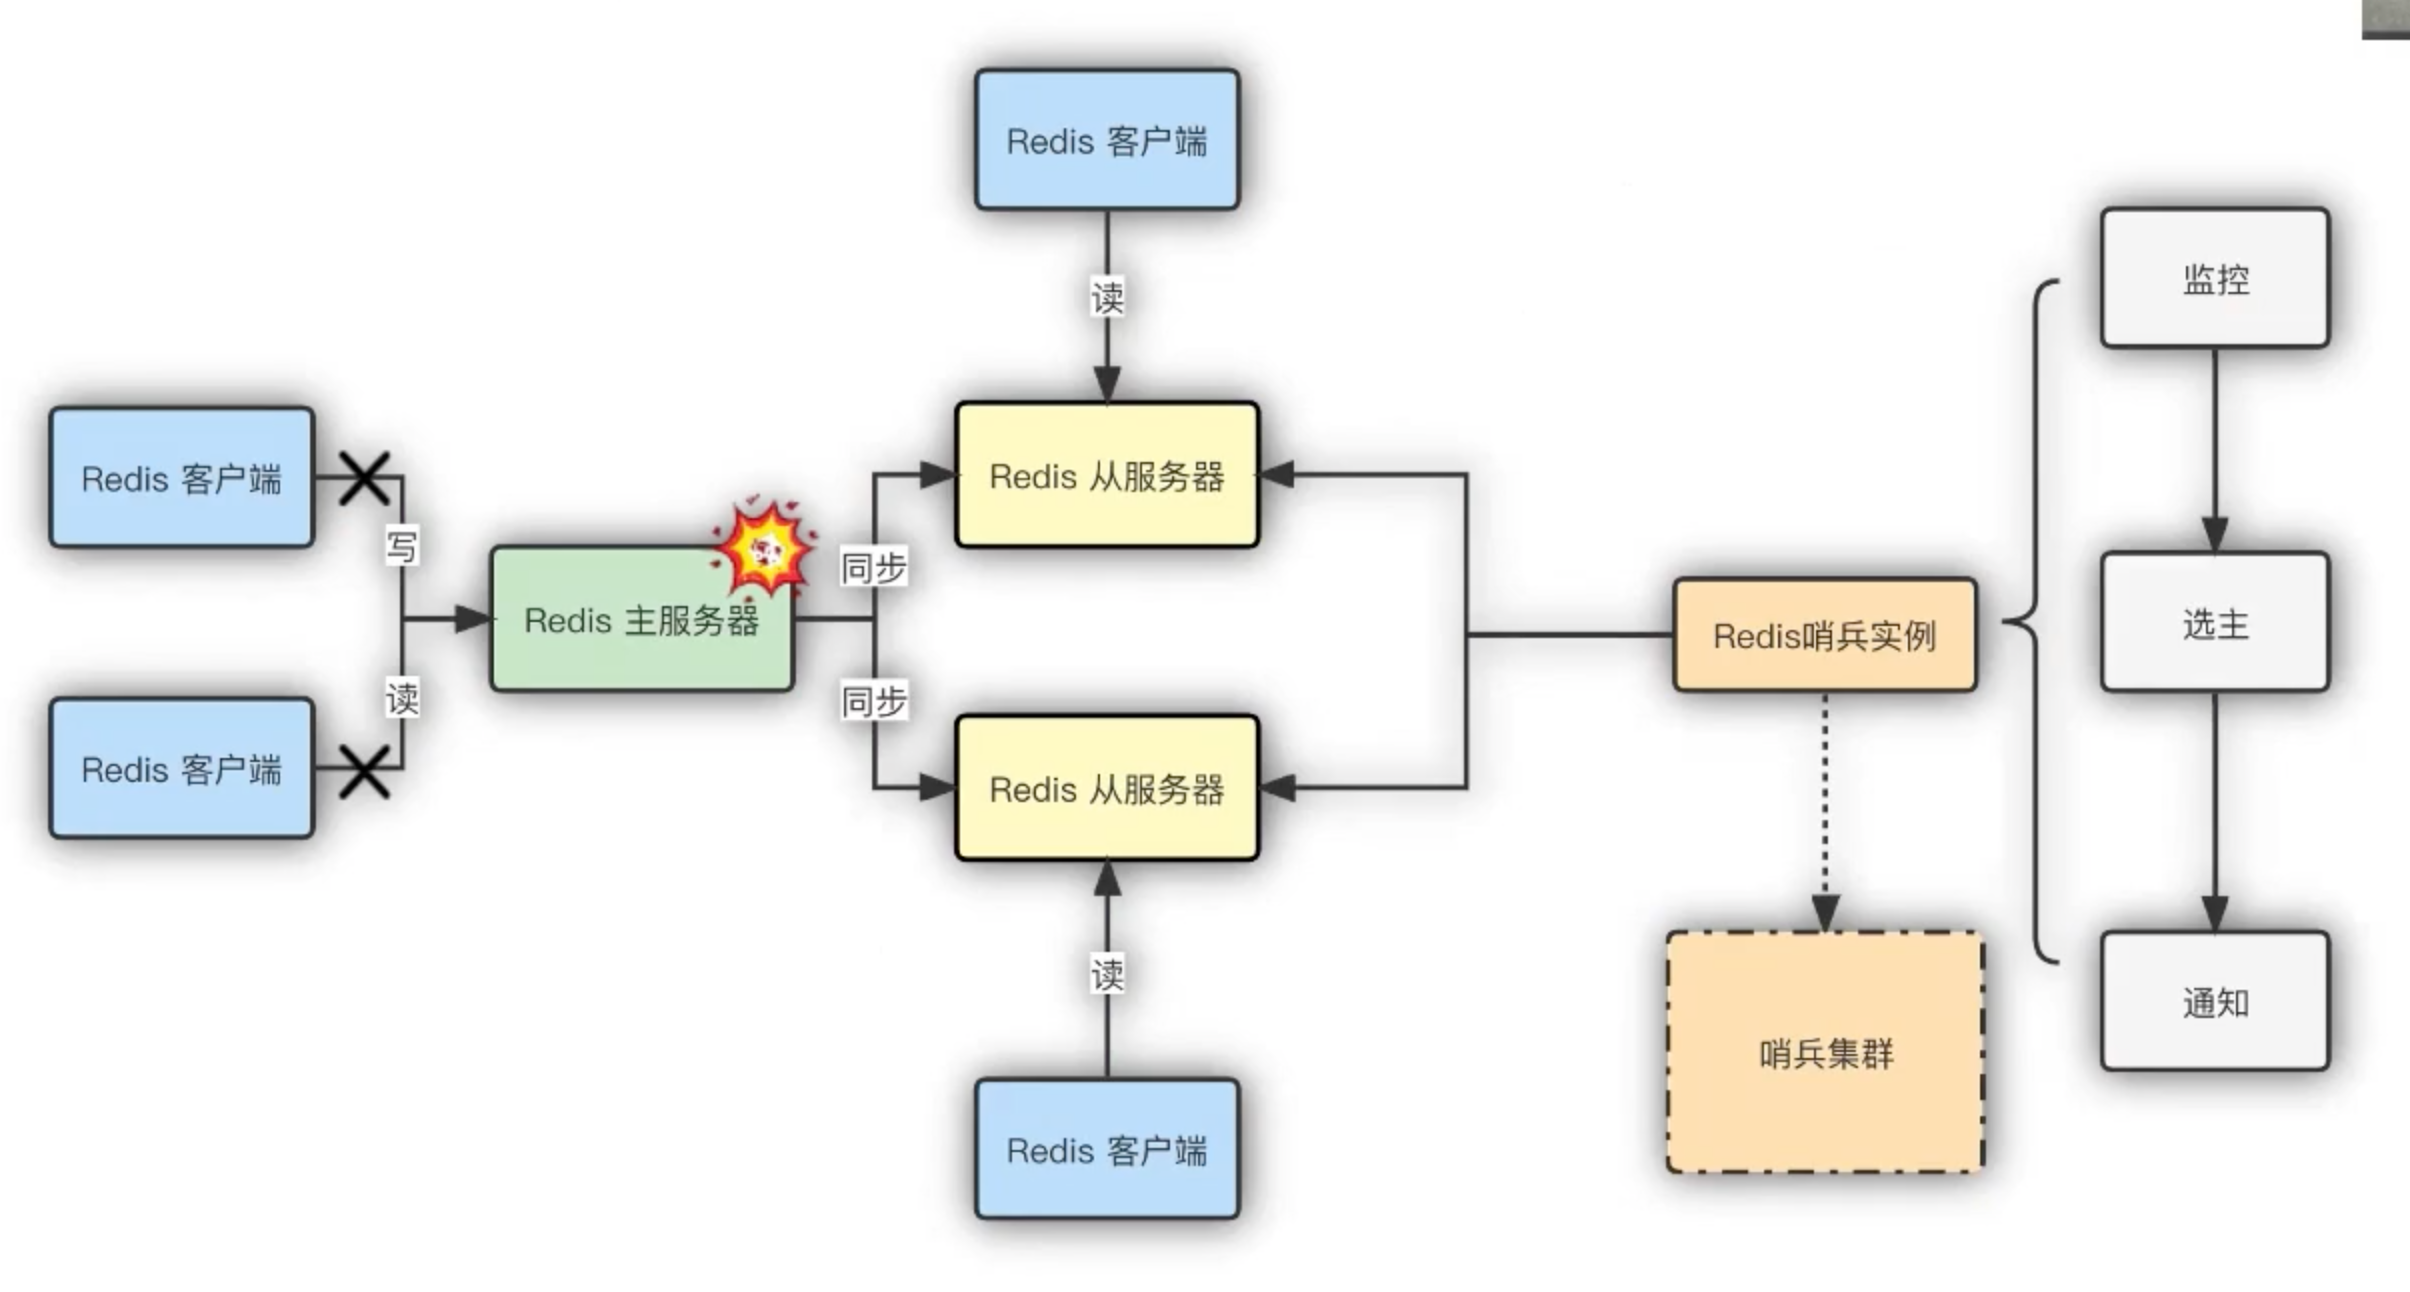 Redis 客户端
读
监控
Redis 客户端
写
Redis 主服务器
同步
Redis 从服务器
Redis哨兵实例
选主
读
同步
Redis 客户端
Redis 从服务器
读
通知
哨兵集群
Redis 客户端